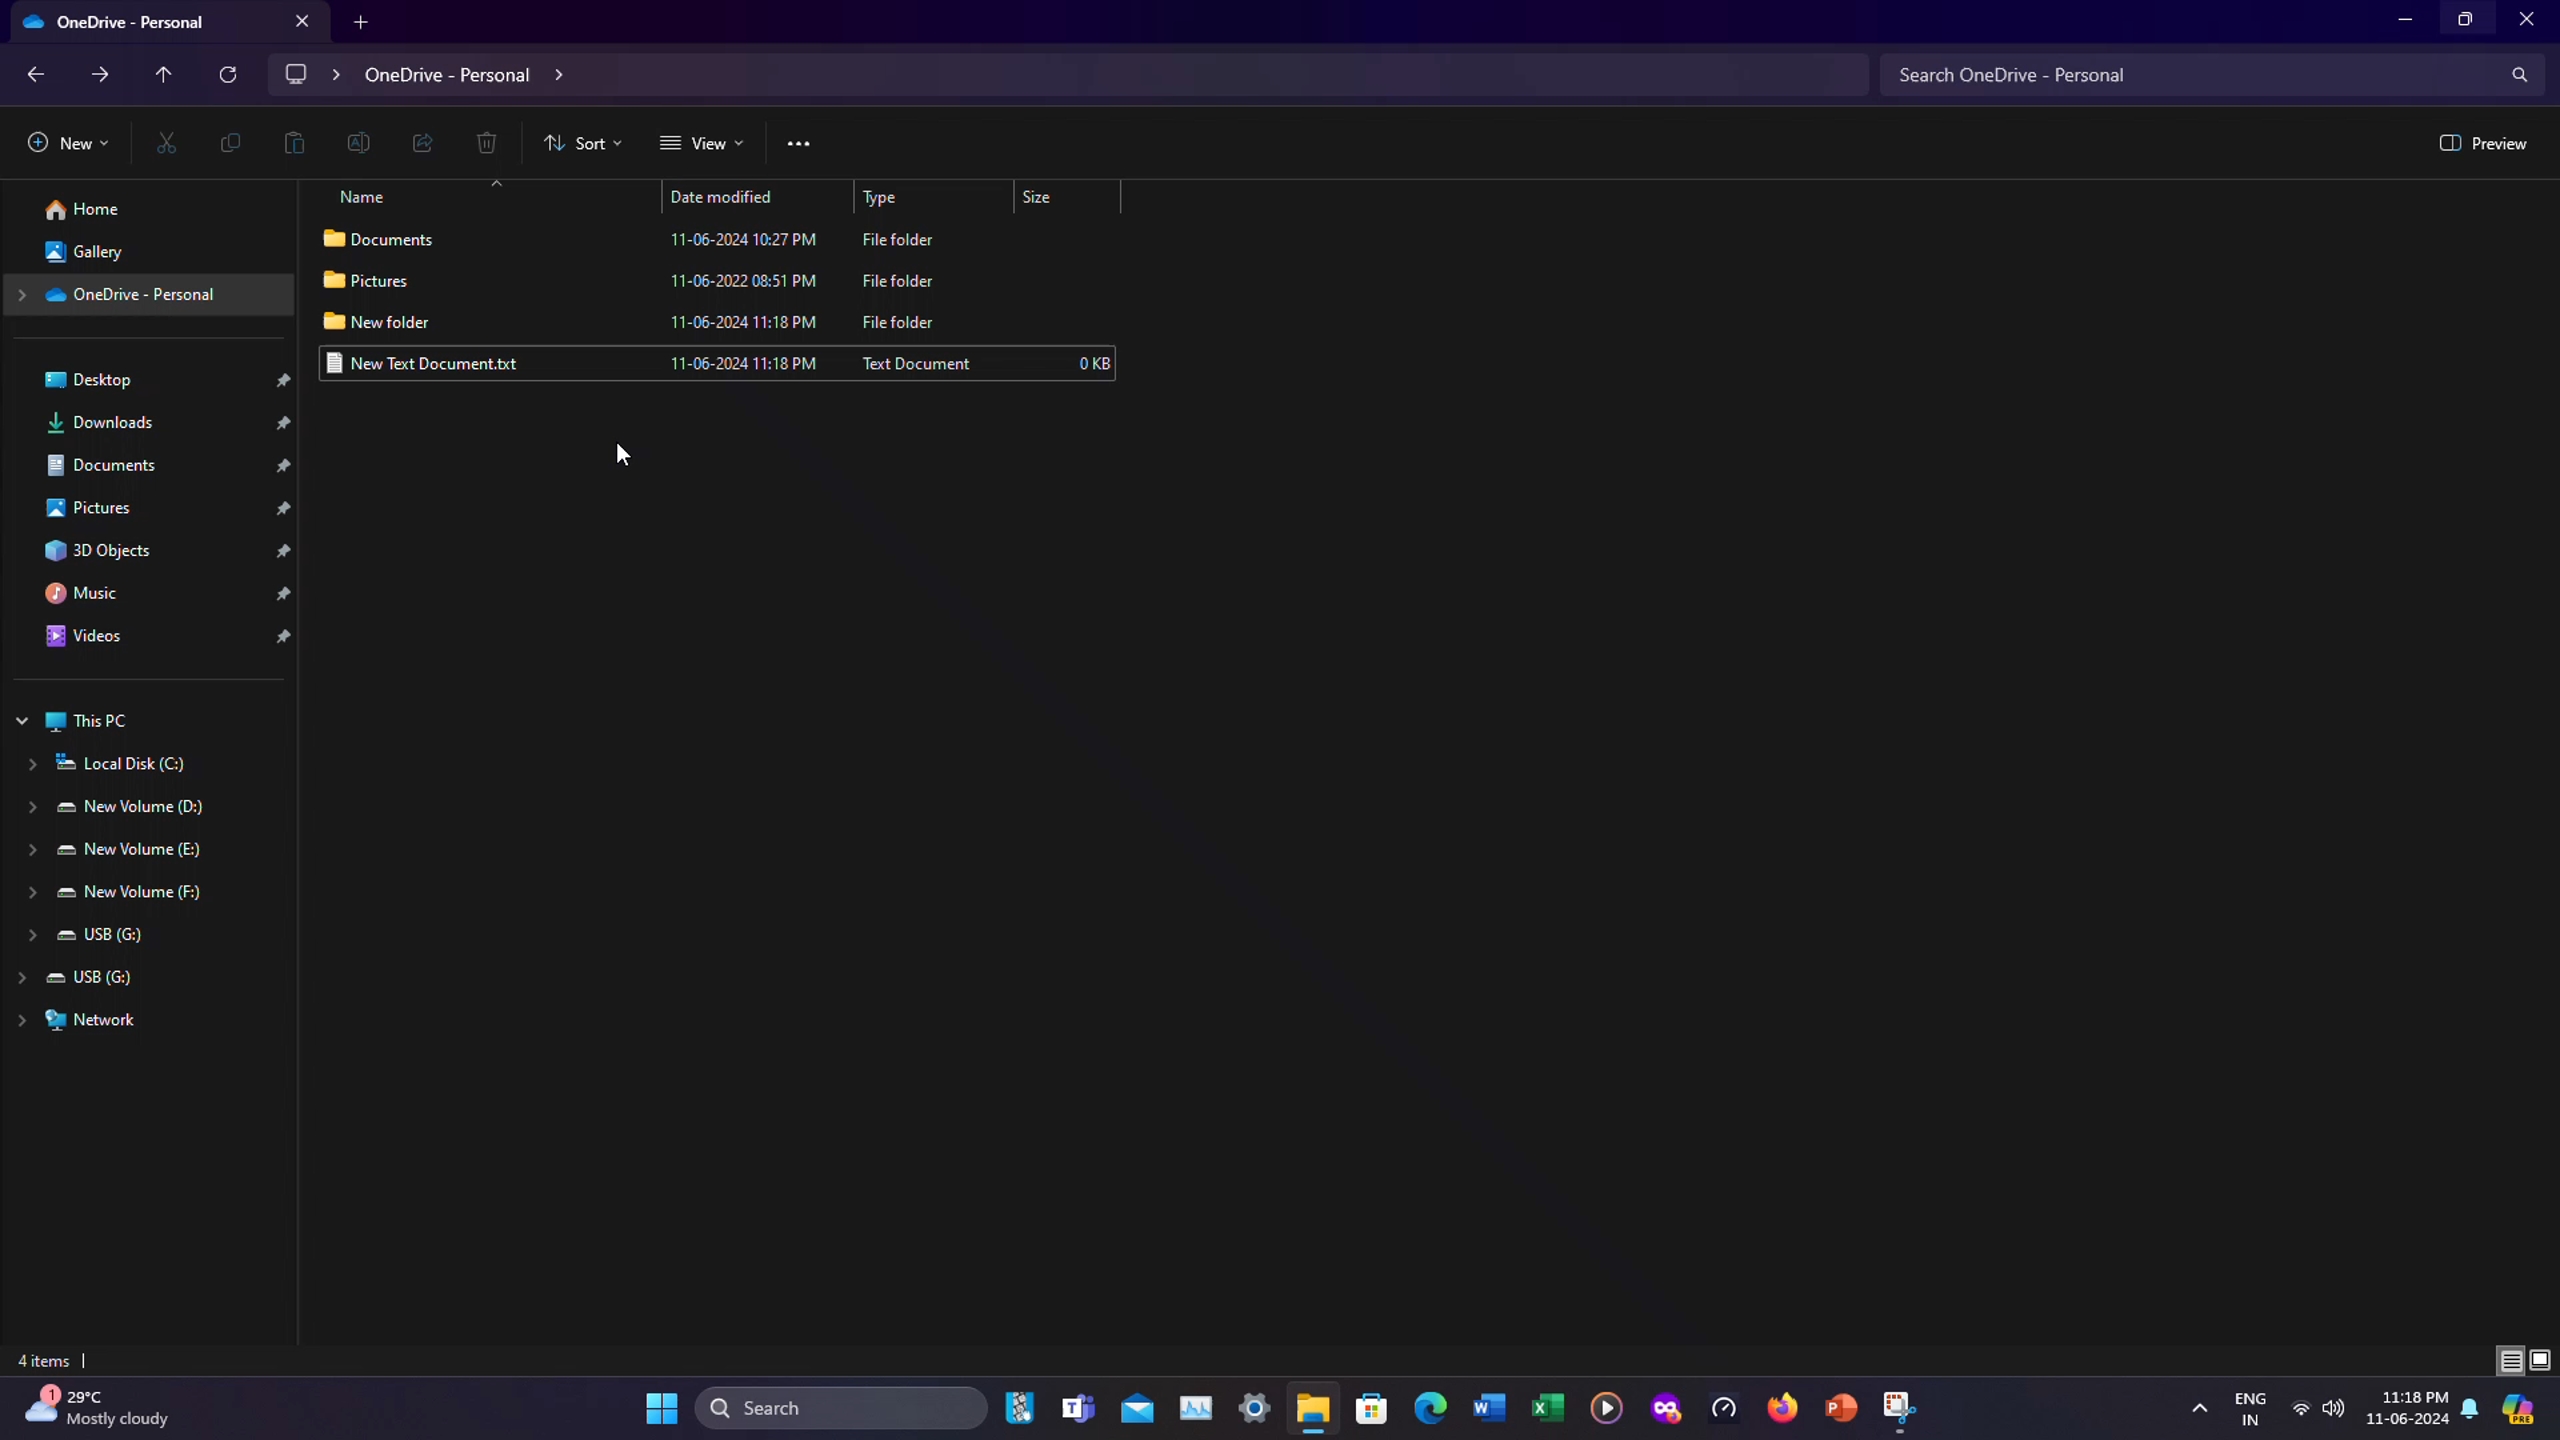 OneDrive - Personal
OneDrive - Personal
Search OneDrive - Personal
New
Sort
View
Preview
Name Date modified Type Size
Documents 11-06-2024 10:27 PM File folder
Pictures 11-06-2022 08:51 PM File folder
New folder 11-06-2024 11:18 PM File folder
New Text Document.txt 11-06-2024 11:18 PM Text Document 0 KB
Home
Gallery
OneDrive - Personal
Desktop
Downloads
Documents
Pictures
3D Objects
Music
Videos
This PC
Local Disk (C:)
New Volume (D:)
New Volume (E:)
New Volume (F:)
USB (G:)
USB (G:)
Network
4 items
1
29°C
Mostly cloudy
Search
ENG
IN
11:18 PM
11-06-2024
PRE